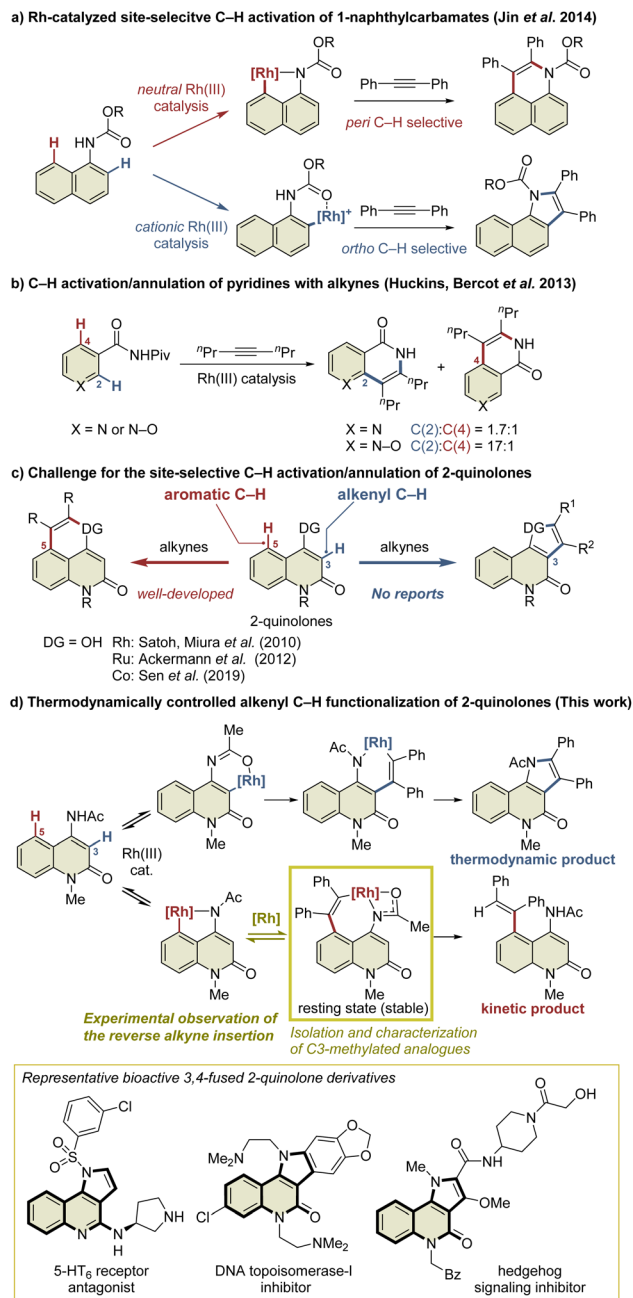 a) Rh-catalyzed site-selecitve C–H activation of 1-naphthylcarbamates (Jin et al. 2014)
OR
[Rh] N O
neutral Rh(III)
catalysis
Ph Ph
peri C–H selective
Ph Ph OR
N O
OR
H NH O
H
cationic Rh(III)
catalysis
OR
NH O
[Rh]+
Ph Ph
ortho C–H selective
O
RO N Ph
Ph
b) C–H activation/annulation of pyridines with alkynes (Huckins, Bercot et al. 2013)
H O
4 NHPiv
2 H
X
X = N or N–O
nPr nPr
Rh(III) catalysis
O
NH
X 2 nPr
nPr
+
nPr
nPr NH
4 O
X
X = N C(2):C(4) = 1.7:1
X = N–O C(2):C(4) = 17:1
c) Challenge for the site-selective C–H activation/annulation of 2-quinolones
R
R DG
5
N O
R
aromatic C–H alkenyl C–H
alkynes
well-developed
H DG H
5 3
N O
R
2-quinolones
alkynes
No reports
R1
DG R2
3
N O
R
DG = OH Rh: Satoh, Miura et al. (2010)
Ru: Ackermann et al. (2012)
Co: Sen et al. (2019)
d) Thermodynamically controlled alkenyl C–H functionalization of 2-quinolones (This work)
Me
N O
[Rh]
N O
Me
Ac [Rh]
N Ph
Ph
N O
Me
AcN Ph
Ph
N O
Me
thermodynamic product
H NHAc
5 H
3
N O
Me
Rh(III)
cat.
[Rh] N Ac
N O
Me
[Rh]
Ph [Rh] O
Ph N Me
N O
Me
resting state (stable)
Ph
H Ph NHAc
N O
Me
kinetic product
Experimental observation of
the reverse alkyne insertion
Isolation and characterization
of C3-methylated analogues
Representative bioactive 3,4-fused 2-quinolone derivatives
Cl
O S O
N
N N
H
NH
5-HT6 receptor
antagonist
NMe2
N O
O
Cl N O
NMe2
DNA topoisomerase-I
inhibitor
O OH
N
O
N
H
Me N
OMe
N O
Bz
hedgehog
signaling inhibitor